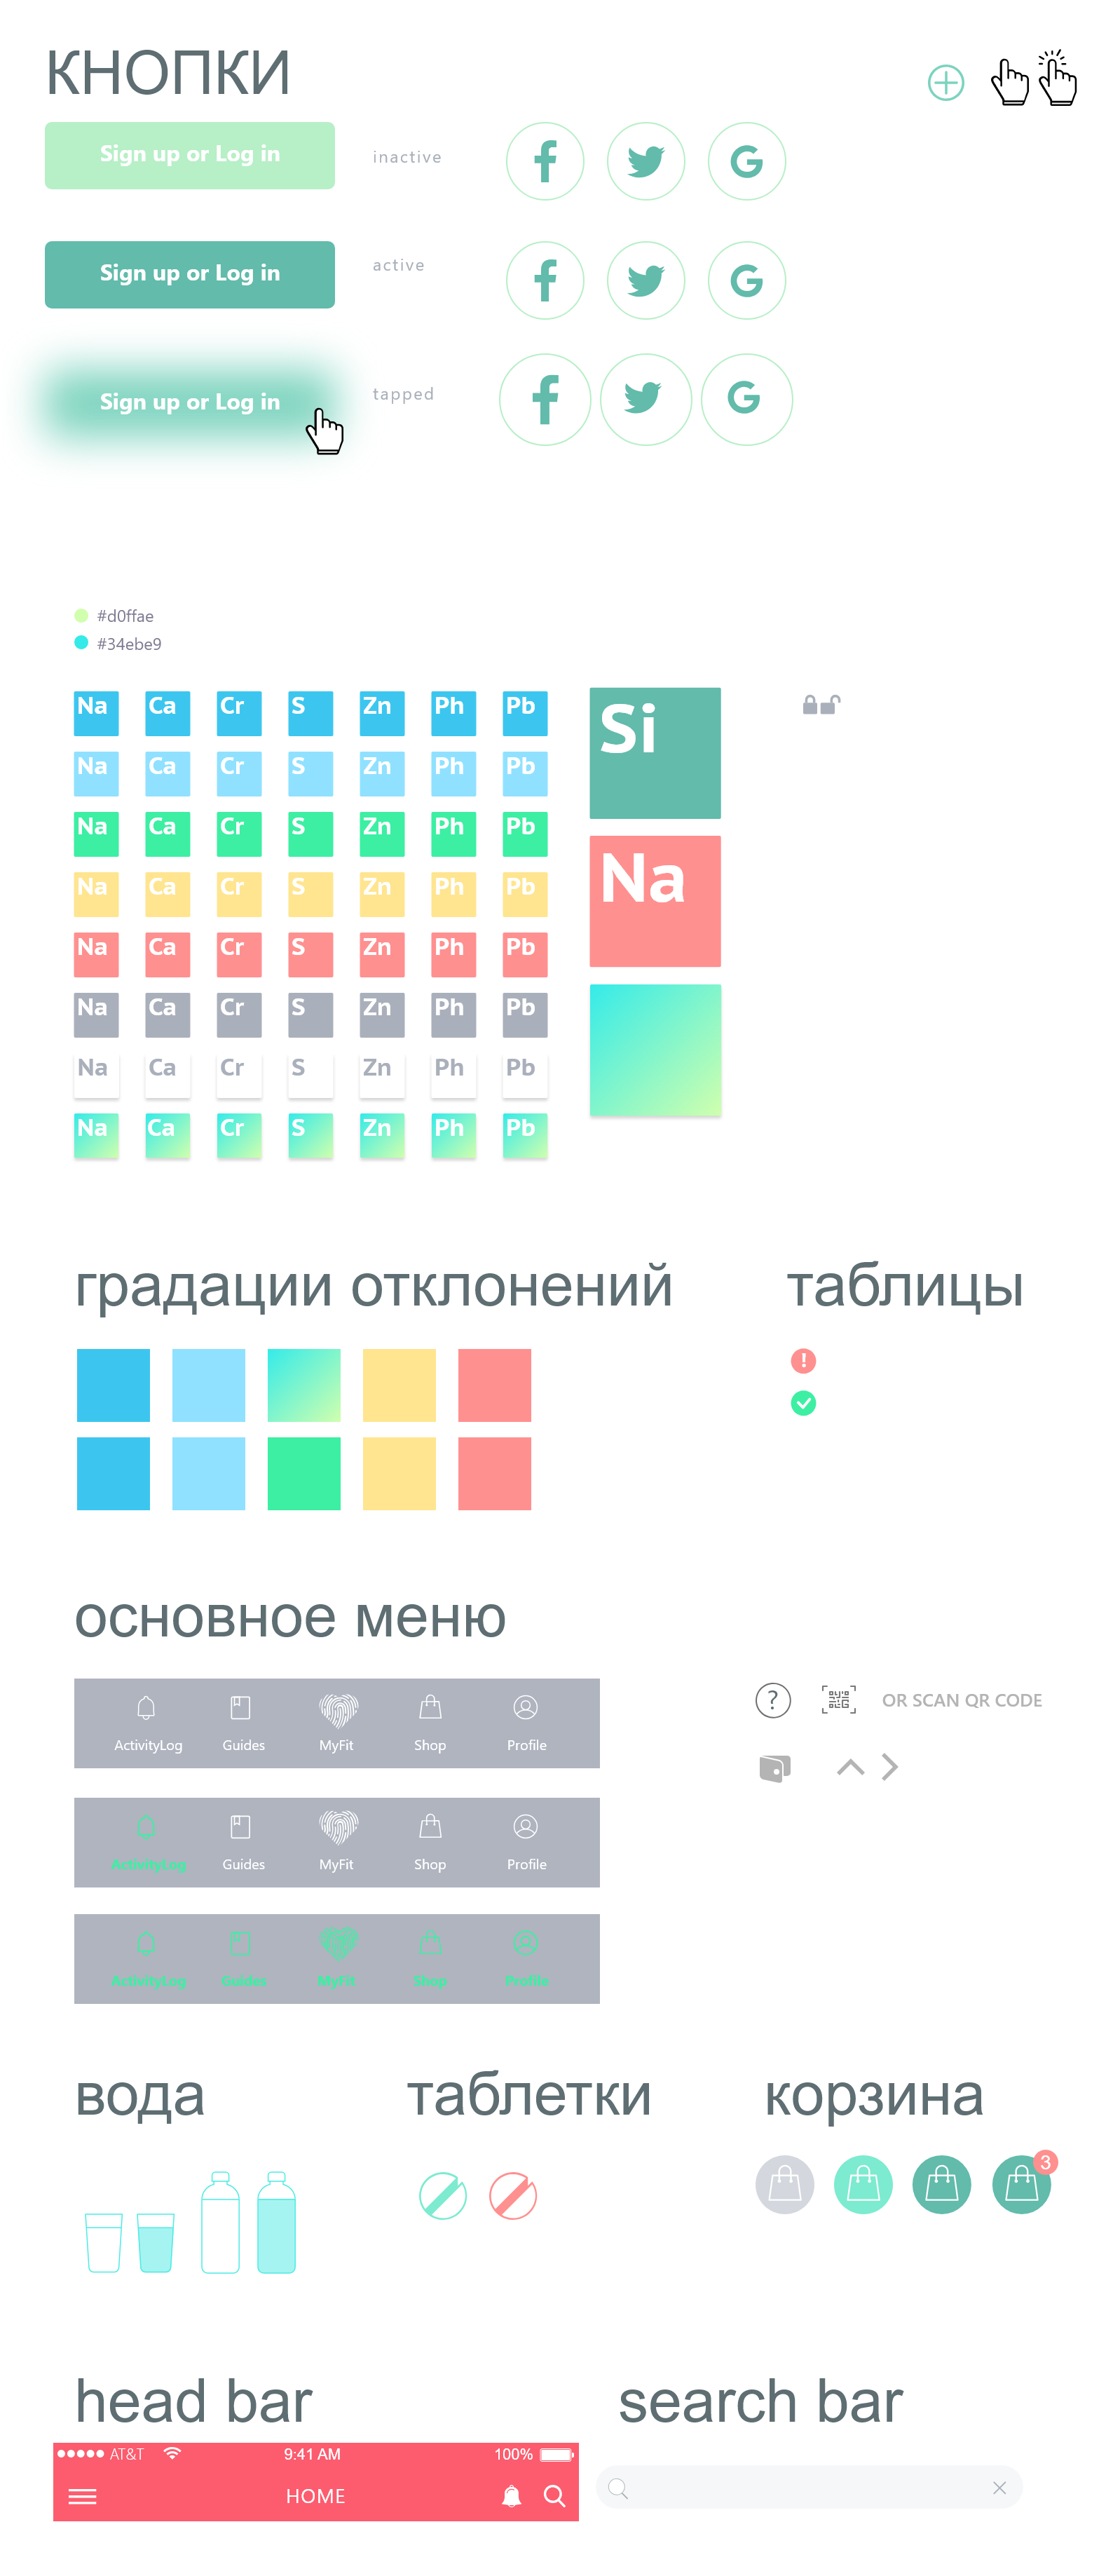 КНОПКИ
Sign up or Log in
inactive
Sign up or Log in
active
Sign up or Log in
tapped
#d0ffae
#34ebe9
Na Ca Cr S Zn Ph Pb
Si
Na Ca Cr S Zn Ph Pb
Na Ca Cr S Zn Ph Pb
Na Ca Cr S Zn Ph Pb
Na
Na Ca Cr S Zn Ph Pb
Na Ca Cr S Zn Ph Pb
Na Ca Cr S Zn Ph Pb
Na Ca Cr S Zn Ph Pb
градации отклонений
таблицы
основное меню
ActivityLog Guides MyFit Shop Profile
OR SCAN QR CODE
ActivityLog Guides MyFit Shop Profile
ActivityLog Guides MyFit Shop Profile
вода
таблетки
корзина
3
head bar
search bar
AT&T 9:41 AM 100%
HOME